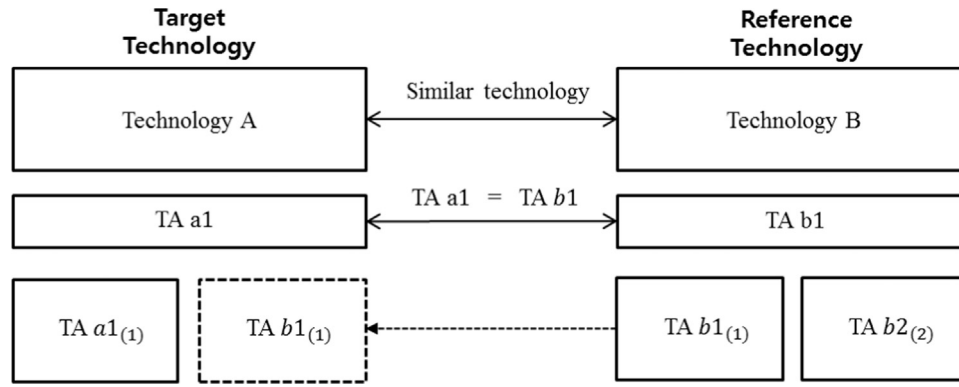 Target
Technology
Reference
Technology
Technology A
Similar technology
Technology B
TA a1
TA a1 = TA b1
TA b1
TA a1(1)
TA b1(1)
TA b1(1)
TA b2(2)